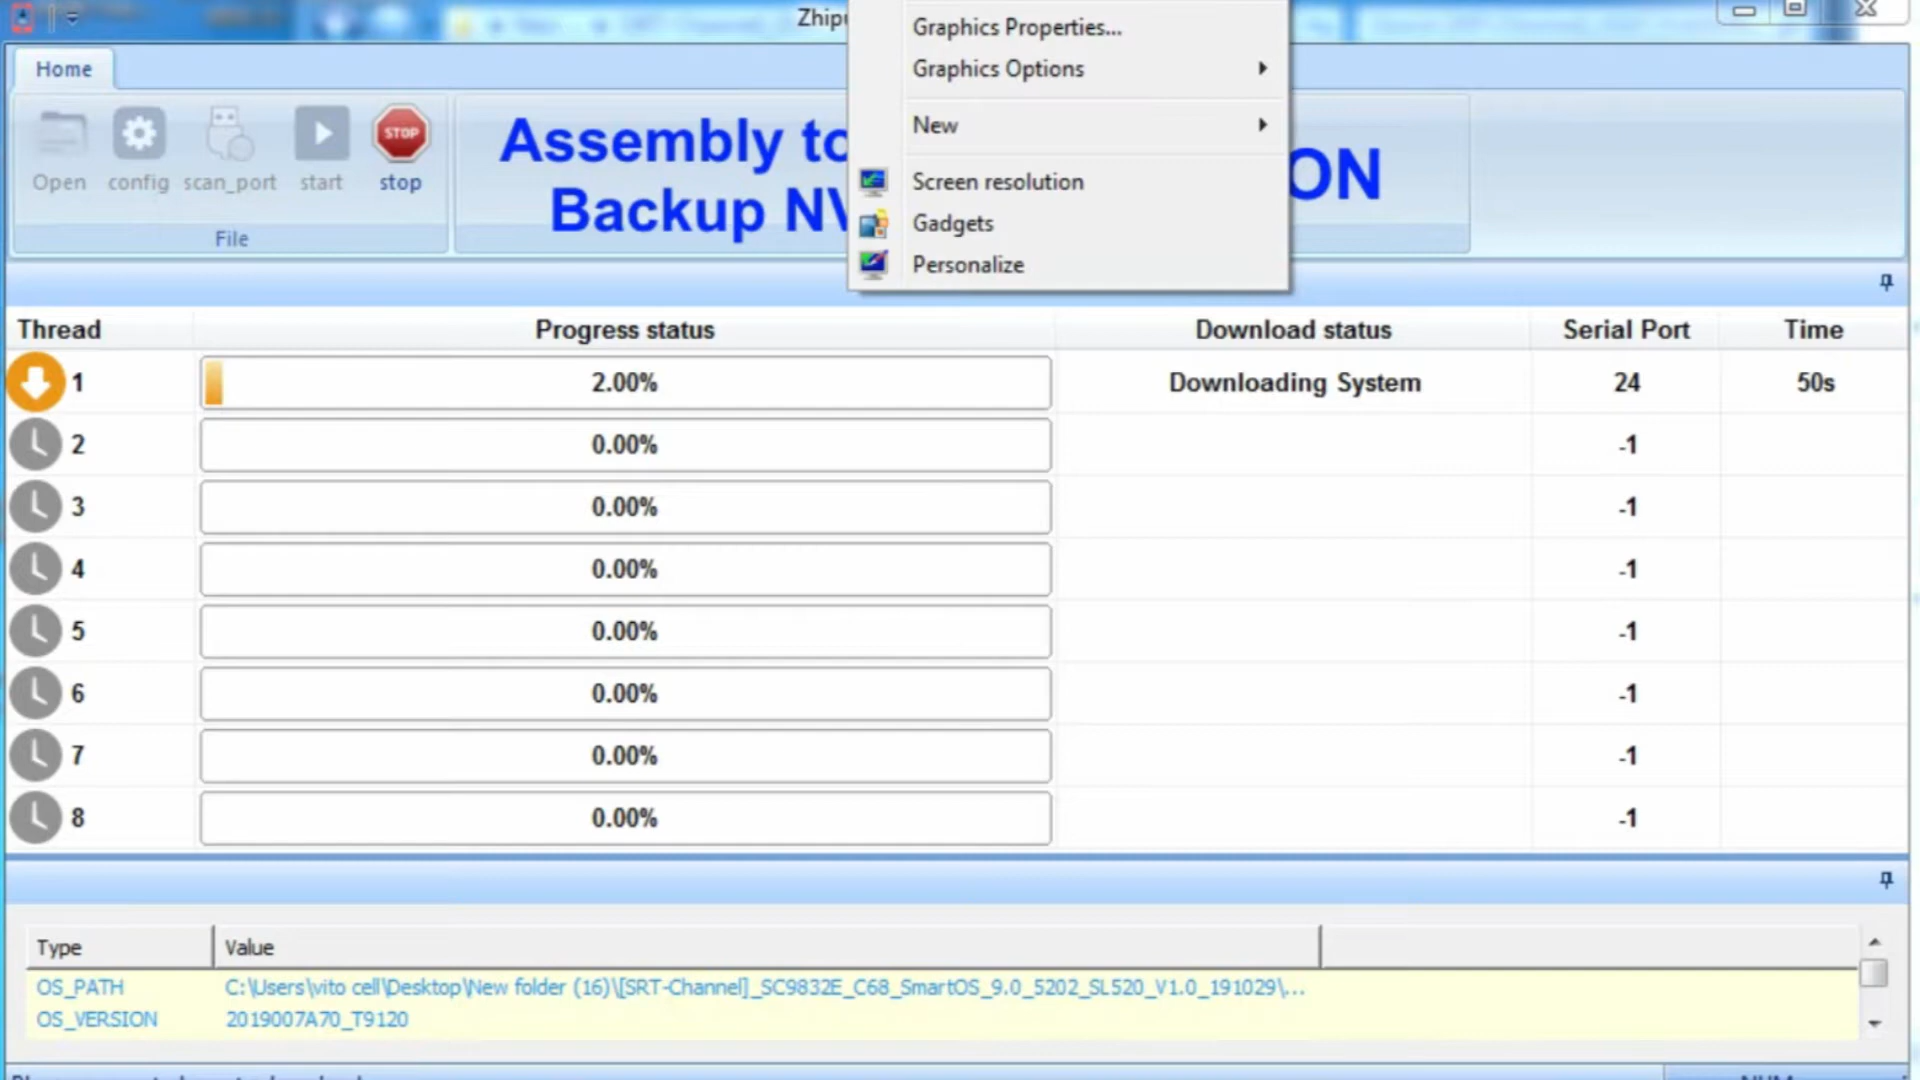 Zhip
Graphics Properties...
Graphics Options
New
Screen resolution
Gadgets
Personalize
Home
Open
config
scan_port
start
STOP
stop
File
Assembly to
Backup NV
ON
Thread Progress status Download status Serial Port Time
1 2.00% Downloading System 24 50s
2 0.00% -1
3 0.00% -1
4 0.00% -1
5 0.00% -1
6 0.00% -1
7 0.00% -1
8 0.00% -1
Type Value
OS_PATH C:\Users\vito cell\Desktop\New folder (16)\[SRT-Channel]_SC9832E_C68_SmartOS_9.0_5202_SL520_V1.0_191029\...
OS_VERSION 2019007A70_T9120